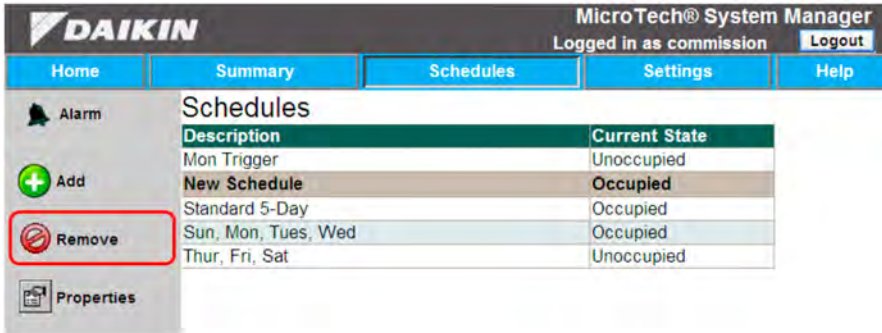 DAIKIN
MicroTech® System Manager
Logged in as commission Logout
Home Summary Schedules Settings Help
Alarm
Add
Remove
Properties
Schedules
Description Current State
Mon Trigger Unoccupied
New Schedule Occupied
Standard 5-Day Occupied
Sun, Mon, Tues, Wed Occupied
Thur, Fri, Sat Unoccupied